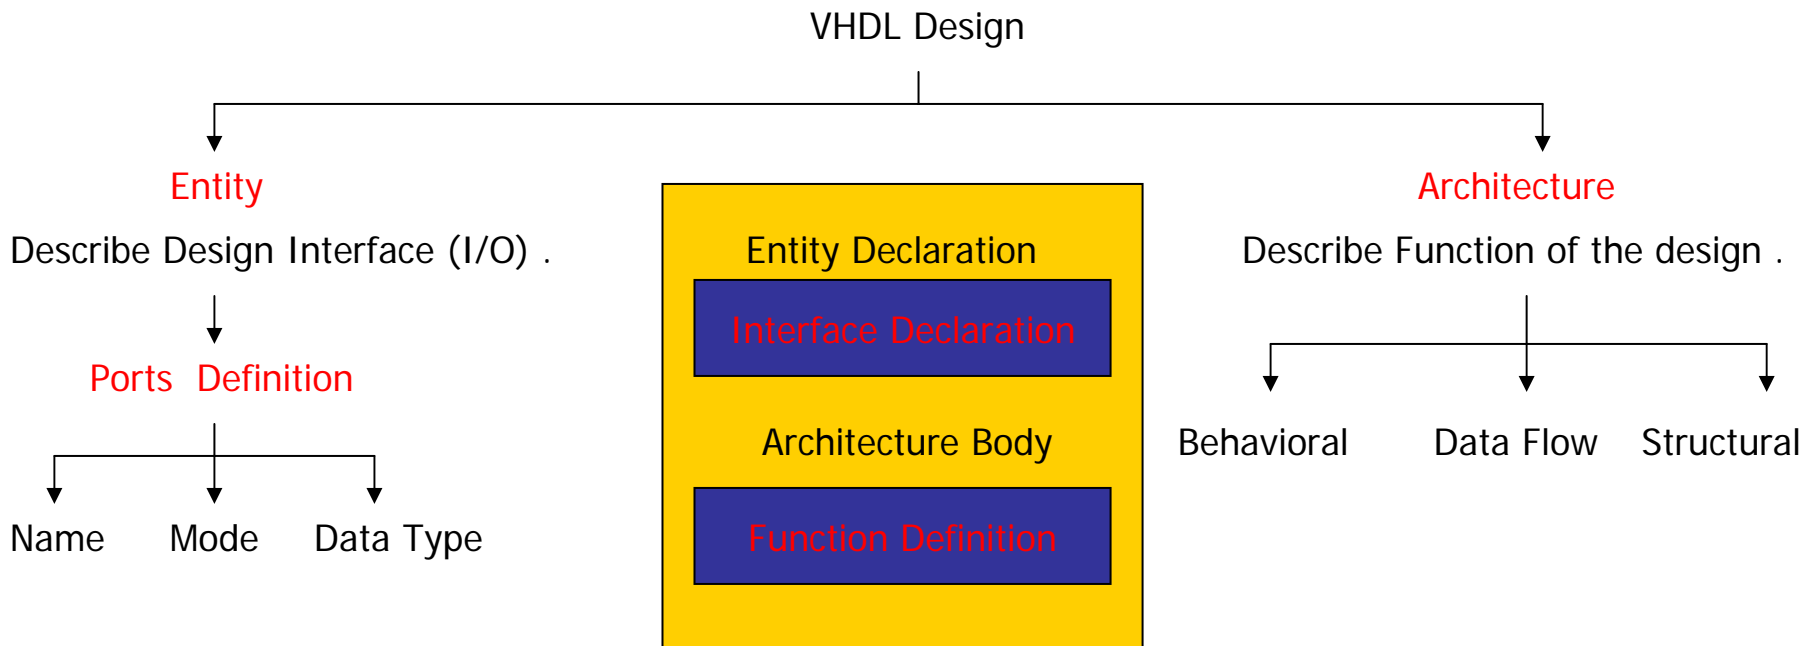 VHDL Design
Entity
Describe Design Interface (I/O) .
Ports  Definition
Name
Mode
Data Type
Entity Declaration
Interface Declaration
Architecture Body
Function Definition
Architecture
Describe Function of the design .
Behavioral
Data Flow
Structural